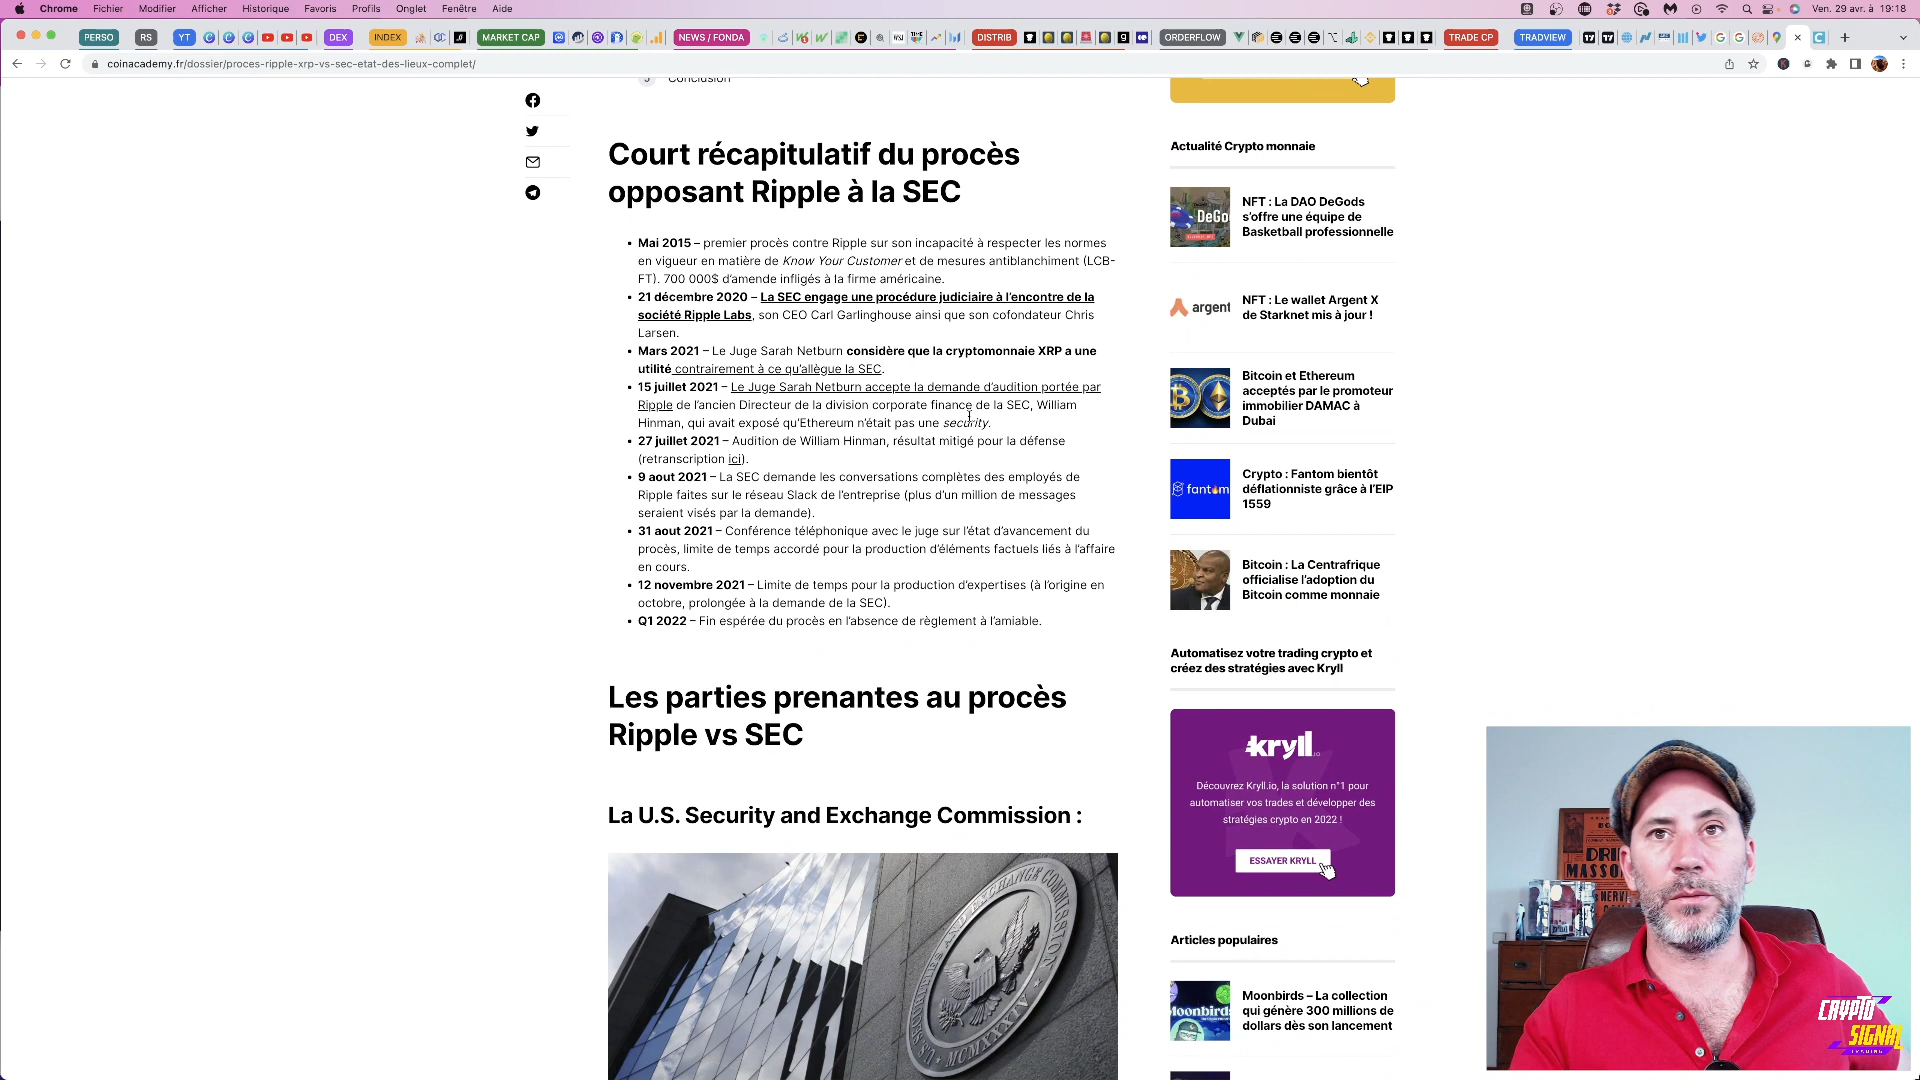 Chrome Fichier Modifier Afficher Historique Favoris Profils Onglet Fenêtre Aide
Ven. 29 avr. à 19:18
PERSO RS YT DEX INDEX MARKET CAP NEWS / FONDA DISTRIB ORDERFLOW TRADE CP TRADVIEW
coinacademy.fr/dossier/proces-ripple-xrp-vs-sec-etat-des-lieux-complet/
Conclusion
Court récapitulatif du procès
opposant Ripple à la SEC
• Mai 2015 – premier procès contre Ripple sur son incapacité à respecter les normes
en vigueur en matière de Know Your Customer et de mesures antiblanchiment (LCB-
FT). 700 000$ d’amende infligés à la firme américaine.
• 21 décembre 2020 – La SEC engage une procédure judiciaire à l’encontre de la
société Ripple Labs, son CEO Carl Garlinghouse ainsi que son cofondateur Chris
Larsen.
• Mars 2021 – Le Juge Sarah Netburn considère que la cryptomonnaie XRP a une
utilité contrairement à ce qu’allègue la SEC.
• 15 juillet 2021 – Le Juge Sarah Netburn accepte la demande d’audition portée par
Ripple de l’ancien Directeur de la division corporate finance de la SEC, William
Hinman, qui avait exposé qu’Ethereum n’était pas une security.
• 27 juillet 2021 – Audition de William Hinman, résultat mitigé pour la défense
(retranscription ici).
• 9 aout 2021 – La SEC demande les conversations complètes des employés de
Ripple faites sur le réseau Slack de l’entreprise (plus d’un million de messages
seraient visés par la demande).
• 31 aout 2021 – Conférence téléphonique avec le juge sur l’état d’avancement du
procès, limite de temps accordé pour la production d’éléments factuels liés à l’affaire
en cours.
• 12 novembre 2021 – Limite de temps pour la production d’expertises (à l’origine en
octobre, prolongée à la demande de la SEC).
• Q1 2022 – Fin espérée du procès en l’absence de règlement à l’amiable.
Les parties prenantes au procès
Ripple vs SEC
La U.S. Security and Exchange Commission :
U.S. SECURITIES AND EXCHANGE COMMISSION
MCMXXXIV
Actualité Crypto monnaie
DeGo
NFT : La DAO DeGods
s’offre une équipe de
Basketball professionnelle
argent
NFT : Le wallet Argent X
de Starknet mis à jour !
Bitcoin et Ethereum
acceptés par le promoteur
immobilier DAMAC à
Dubai
fantom
Crypto : Fantom bientôt
déflationniste grâce à l’EIP
1559
Bitcoin : La Centrafrique
officialise l’adoption du
Bitcoin comme monnaie
Automatisez votre trading crypto et
créez des stratégies avec Kryll
kryll.io
Découvrez Kryll.io, la solution n°1 pour
automatiser vos trades et développer des
stratégies crypto en 2022 !
ESSAYER KRYLL
Articles populaires
Moonbirds
Moonbirds – La collection
qui génère 300 millions de
dollars dès son lancement
CRYPTO
SIGNAL
TRADING